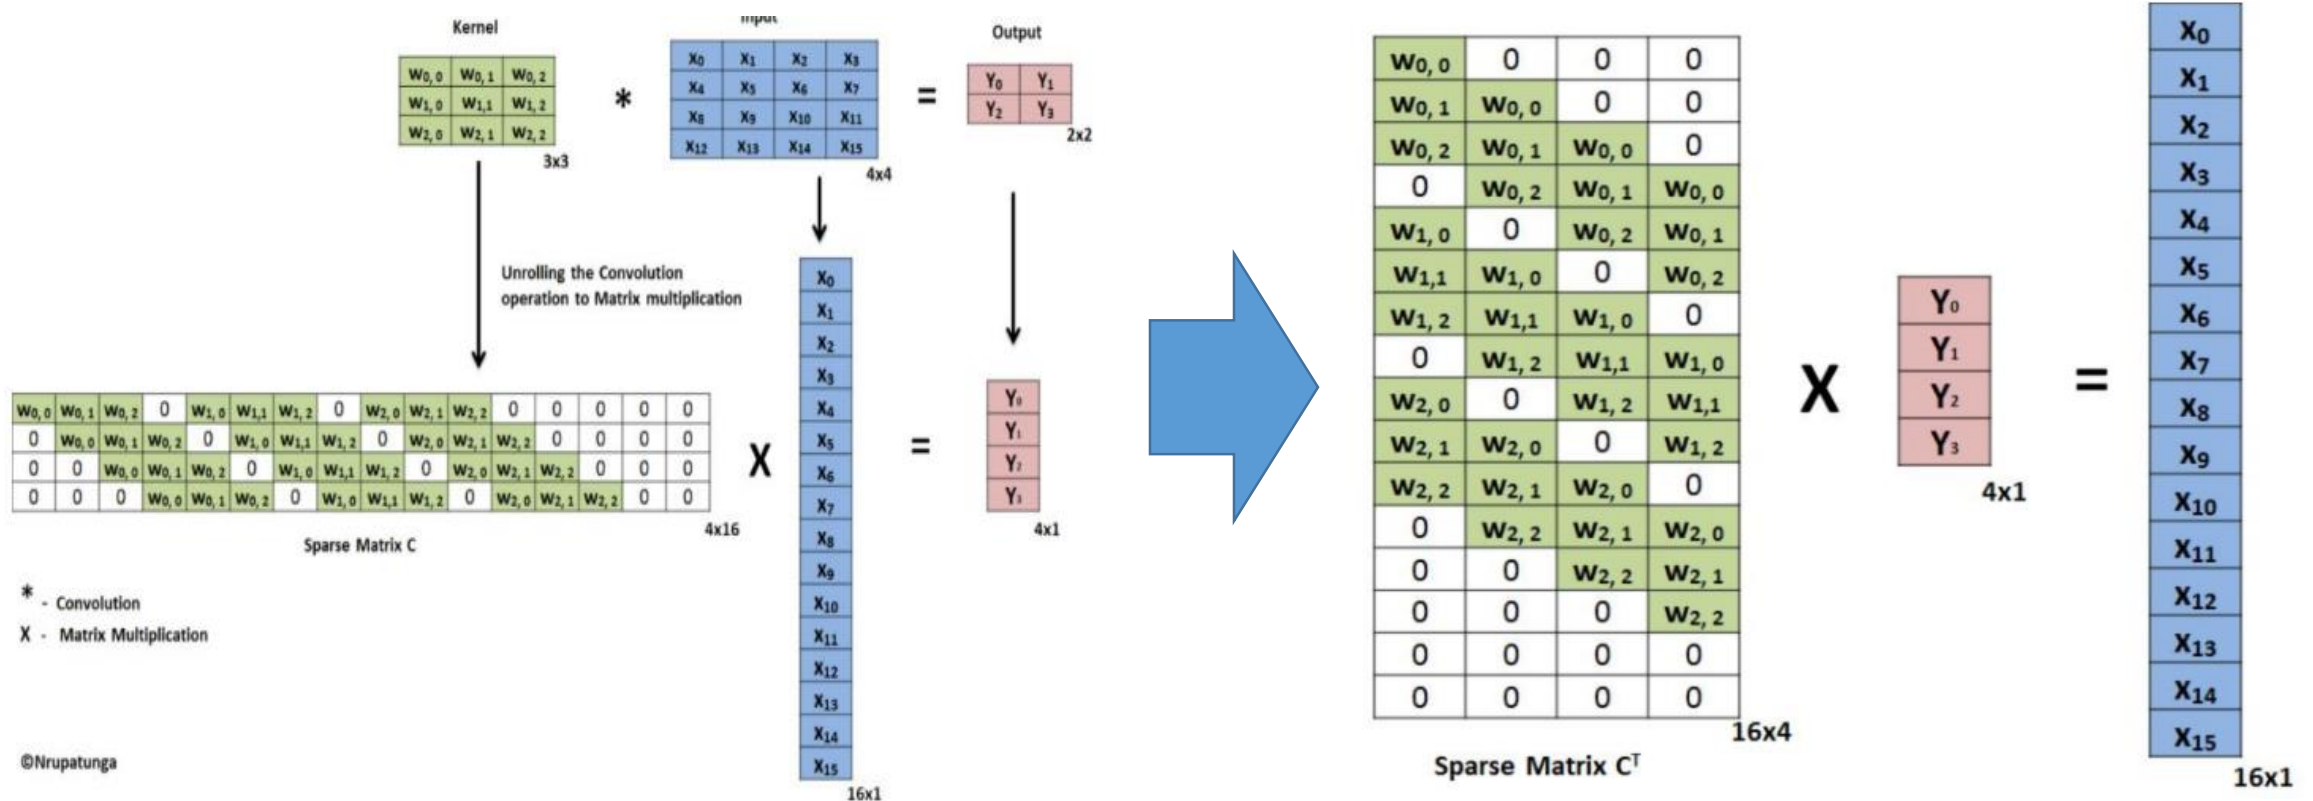 Kernel
Input
Output
W0, 0 W0, 1 W0, 2
W1, 0 W1,1 W1, 2
W2, 0 W2, 1 W2, 2
3x3
*
X0 X1 X2 X3
X4 X5 X6 X7
X8 X9 X10 X11
X12 X13 X14 X15
4x4
=
Y0 Y1
Y2 Y3
2x2
Unrolling the Convolution
operation to Matrix multiplication
W0, 0 W0, 1 W0, 2 0 W1, 0 W1,1 W1, 2 0 W2, 0 W2, 1 W2, 2 0 0 0 0 0
0 W0, 0 W0, 1 W0, 2 0 W1, 0 W1,1 W1, 2 0 W2, 0 W2, 1 W2, 2 0 0 0 0
0 0 W0, 0 W0, 1 W0, 2 0 W1, 0 W1,1 W1, 2 0 W2, 0 W2, 1 W2, 2 0 0 0
0 0 0 W0, 0 W0, 1 W0, 2 0 W1, 0 W1,1 W1, 2 0 W2, 0 W2, 1 W2, 2 0 0
4x16
Sparse Matrix C
X
X0
X1
X2
X3
X4
X5
X6
X7
X8
X9
X10
X11
X12
X13
X14
X15
16x1
=
Y0
Y1
Y2
Y3
4x1
* - Convolution
X - Matrix Multiplication
©Nrupatunga
W0, 0 0 0 0
W0, 1 W0, 0 0 0
W0, 2 W0, 1 W0, 0 0
0 W0, 2 W0, 1 W0, 0
W1, 0 0 W0, 2 W0, 1
W1,1 W1, 0 0 W0, 2
W1, 2 W1,1 W1, 0 0
0 W1, 2 W1,1 W1, 0
W2, 0 0 W1, 2 W1,1
W2, 1 W2, 0 0 W1, 2
W2, 2 W2, 1 W2, 0 0
0 W2, 2 W2, 1 W2, 0
0 0 W2, 2 W2, 1
0 0 0 W2, 2
0 0 0 0
0 0 0 0
16x4
Sparse Matrix CT
X
Y0
Y1
Y2
Y3
4x1
=
X0
X1
X2
X3
X4
X5
X6
X7
X8
X9
X10
X11
X12
X13
X14
X15
16x1